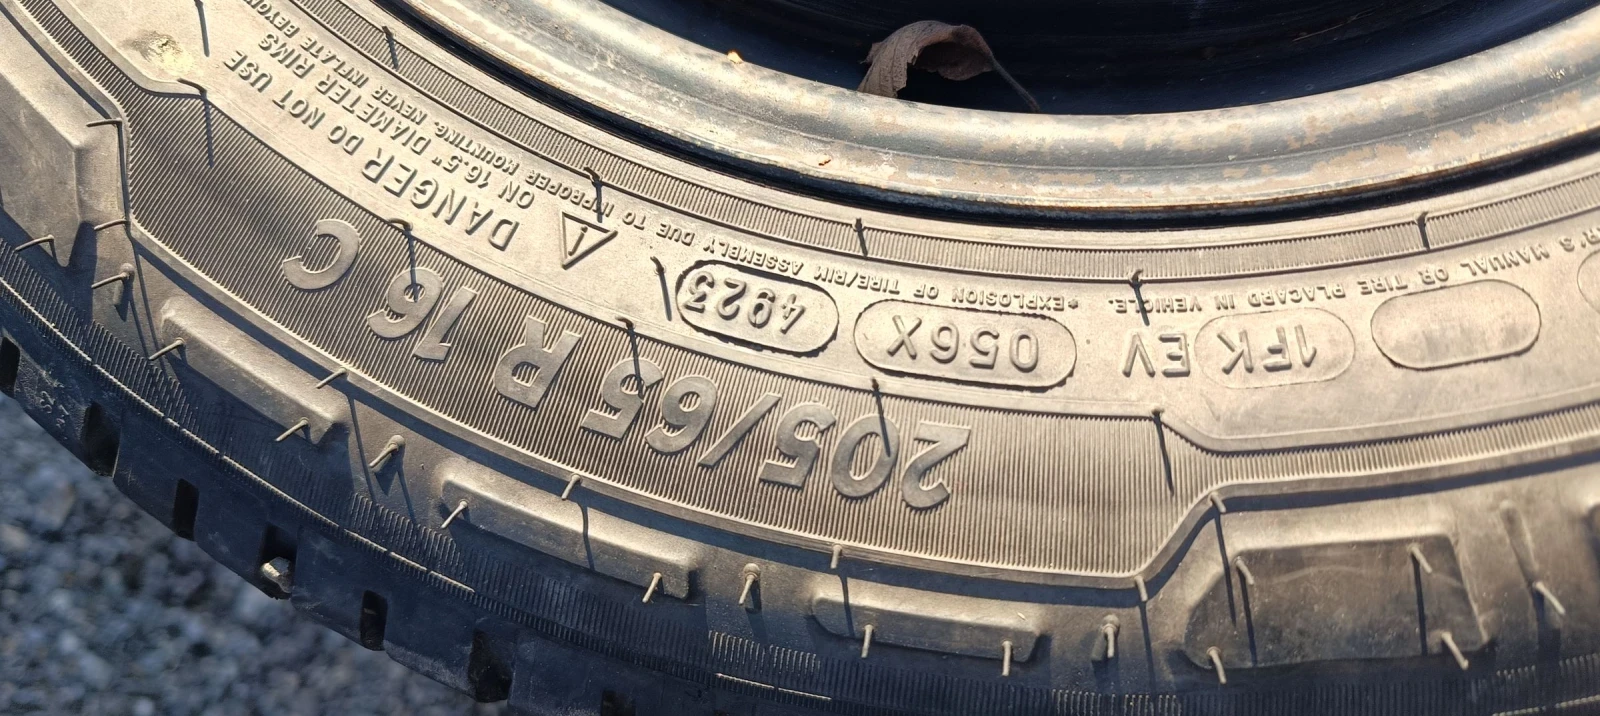 205/65 R 16 C
1FK EV 056X 4923
DANGER DO NOT USE
ON 16.5" DIAMETER RIMS
'S MANUAL OR TIRE PLACARD IN VEHICLE.
*EXPLOSION OF TIRE/RIM ASSEMBLY DUE TO IMPROPER MOUNTING. NEVER INFLATE